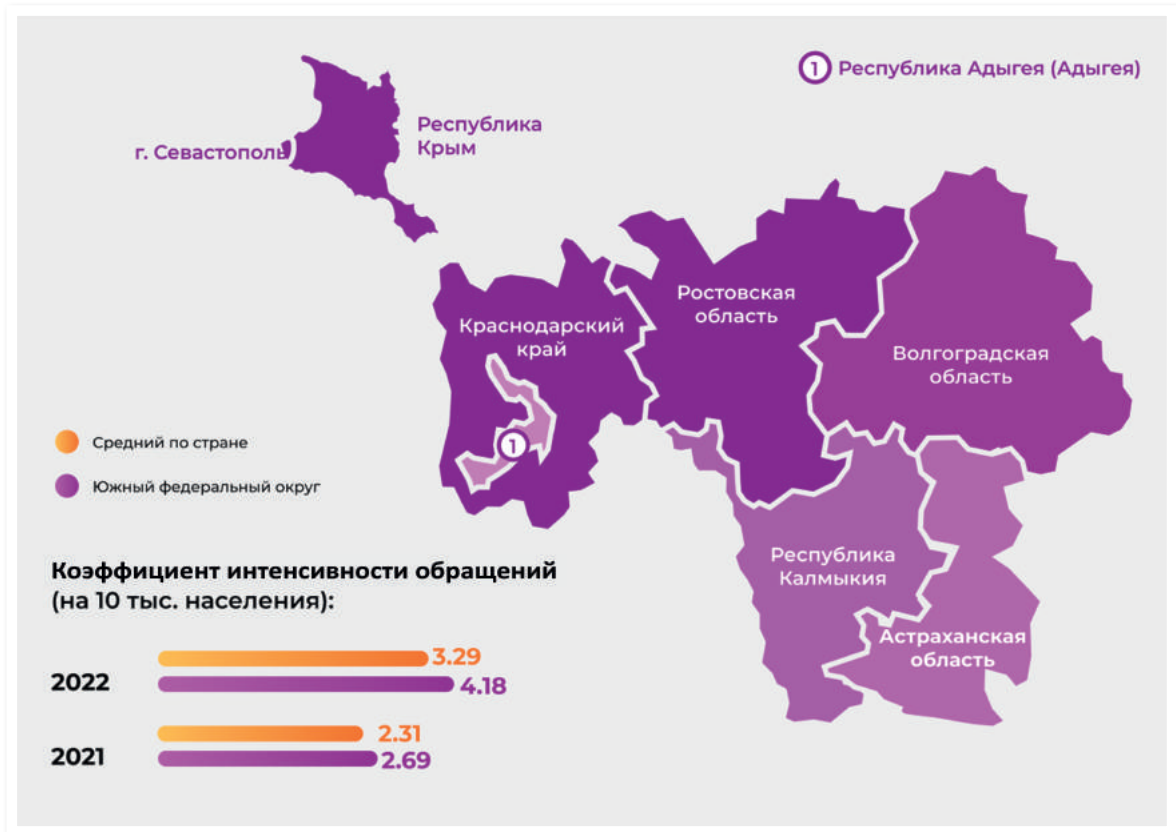 1 Республика Адыгея (Адыгея)
Республика
Крым
г. Севастополь
Ростовская
область
Краснодарский
край
Волгоградская
область
1
Средний по стране
Южный федеральный округ
Республика
Калмыкия
Астраханская
область
Коэффициент интенсивности обращений
(на 10 тыс. населения):
2022
3.29
4.18
2021
2.31
2.69